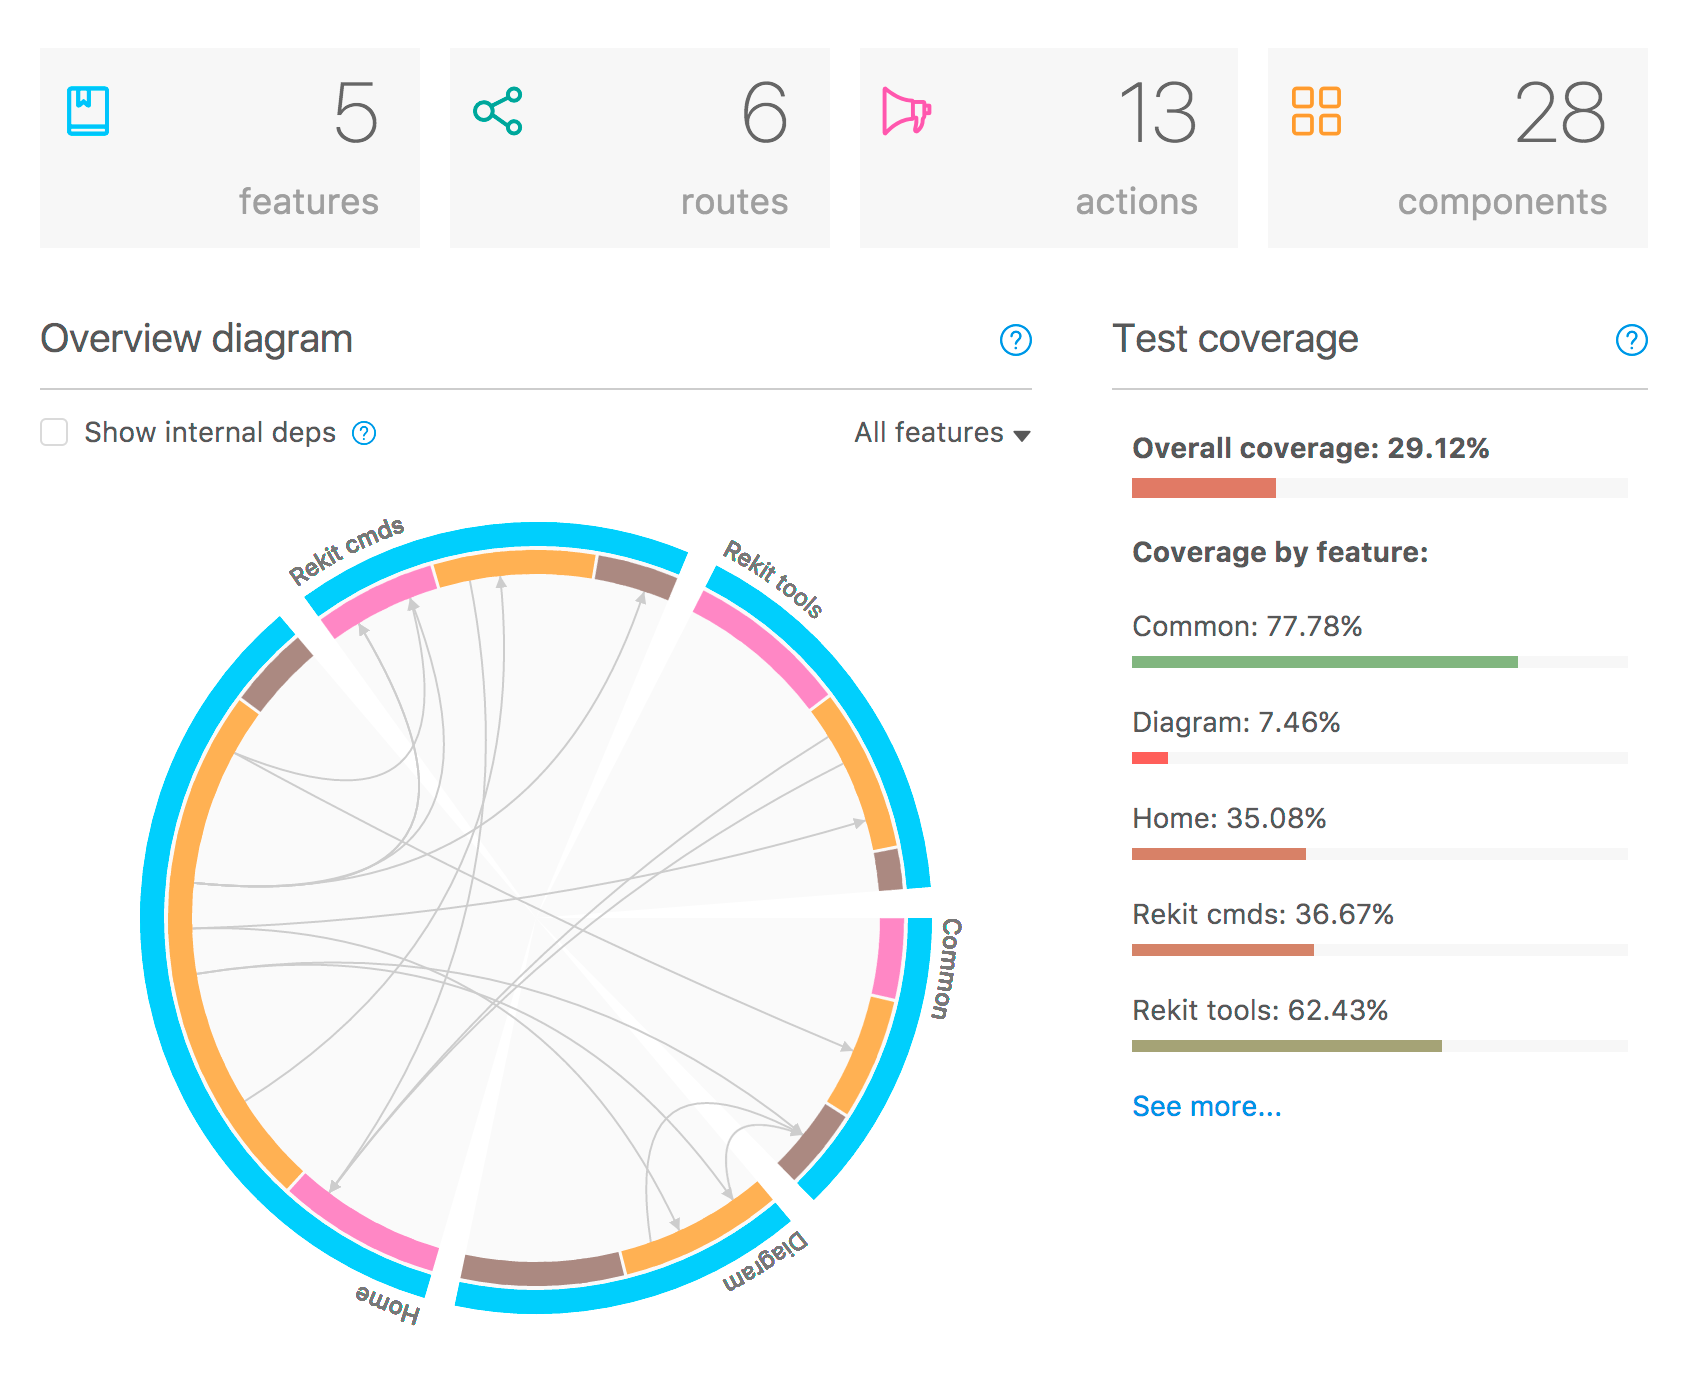 5
features
6
routes
13
actions
28
components
Overview diagram
?
Show internal deps ?
All features
Rekit cmds
Rekit tools
Common
Diagram
Home
Test coverage
?
Overall coverage: 29.12%
Coverage by feature:
Common: 77.78%
Diagram: 7.46%
Home: 35.08%
Rekit cmds: 36.67%
Rekit tools: 62.43%
See more...